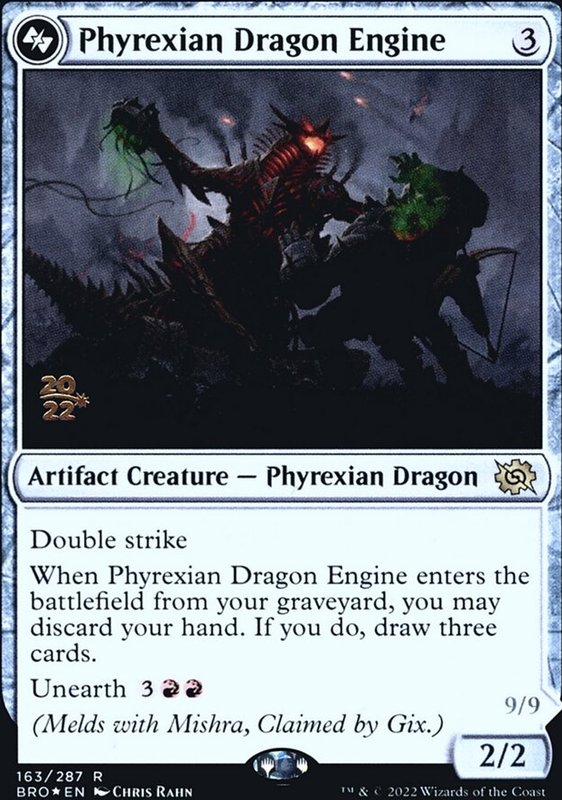 Phyrexian Dragon Engine 3
20
22
Artifact Creature — Phyrexian Dragon
Double strike
When Phyrexian Dragon Engine enters the
battlefield from your graveyard, you may
discard your hand. If you do, draw three
cards.
Unearth 3
9/9
(Melds with Mishra, Claimed by Gix.)
2/2
163/287 R
BRO★EN Chris Rahn
™ & © 2022 Wizards of the Coast